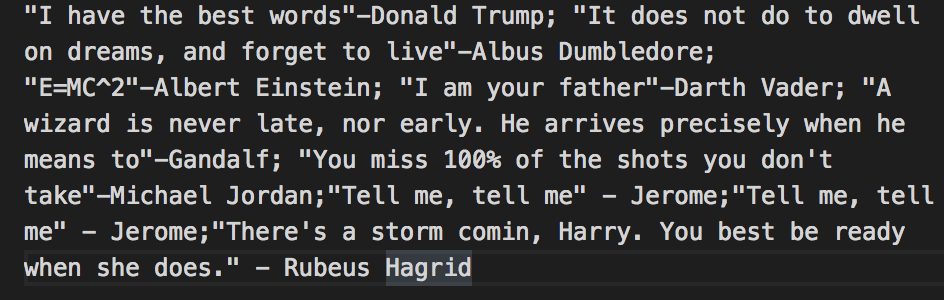 "I have the best words"-Donald Trump; "It does not do to dwell
on dreams, and forget to live"-Albus Dumbledore;
"E=MC^2"-Albert Einstein; "I am your father"-Darth Vader; "A
wizard is never late, nor early. He arrives precisely when he
means to"-Gandalf; "You miss 100% of the shots you don't
take"-Michael Jordan;"Tell me, tell me" - Jerome;"Tell me, tell
me" - Jerome;"There's a storm comin, Harry. You best be ready
when she does." - Rubeus Hagrid